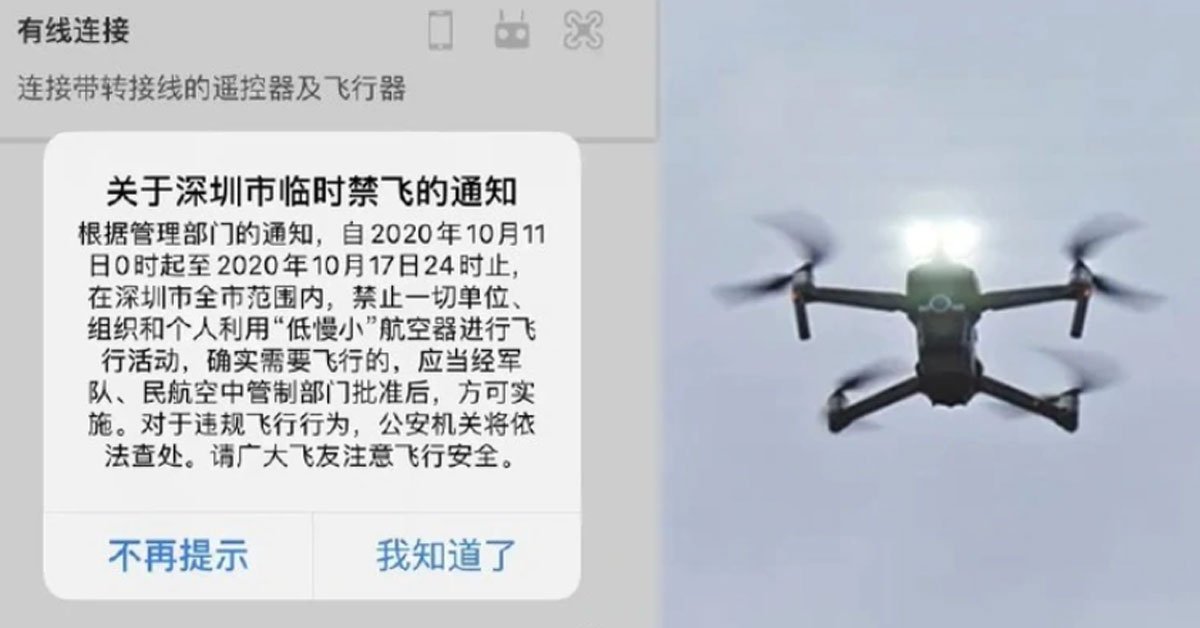 有线连接
连接带转接线的遥控器及飞行器
关于深圳市临时禁飞的通知
根据管理部门的通知，自2020年10月11
日0时起至2020年10月17日24时止，
在深圳市全市范围内，禁止一切单位、
组织和个人利用“低慢小”航空器进行飞
行活动，确实需要飞行的，应当经军
队、民航空中管制部门批准后，方可实
施。对于违规飞行行为，公安机关将依
法查处。请广大飞友注意飞行安全。
不再提示
我知道了